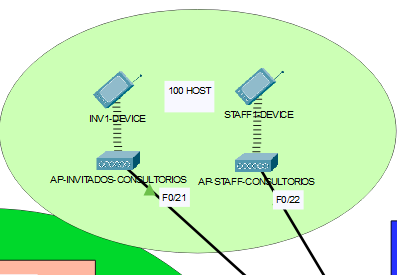 100 HOST
INV1-DEVICE
STAFF1-DEVICE
AP-INVITADOS-CONSULTORIOS
AP-STAFF-CONSULTORIOS
F0/21
F0/22